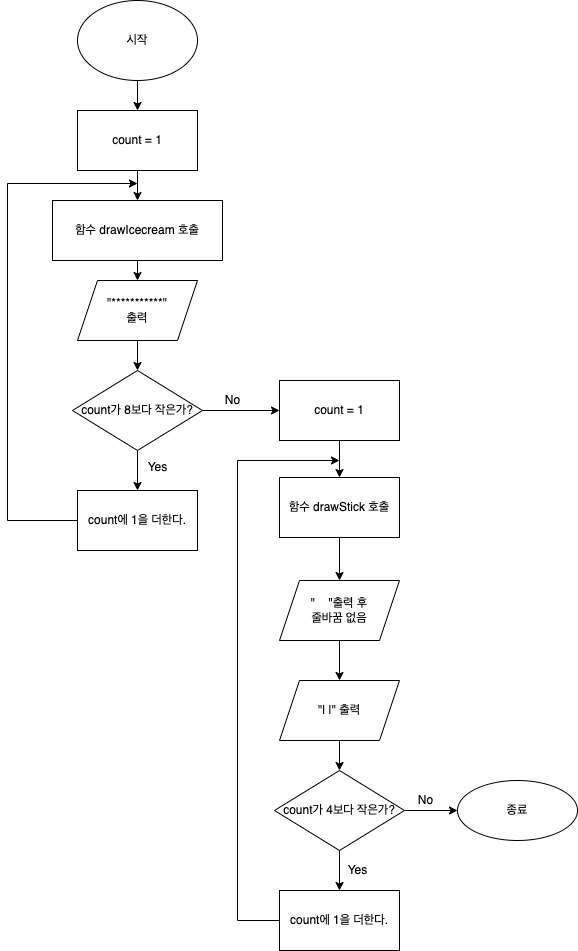 시작
count = 1
함수 drawIcecream 호출
"***********"
출력
count가 8보다 작은가?
No
Yes
count에 1을 더한다.
count = 1
함수 drawStick 호출
"    "출력 후
줄바꿈 없음
"| |" 출력
count가 4보다 작은가?
No
종료
Yes
count에 1을 더한다.